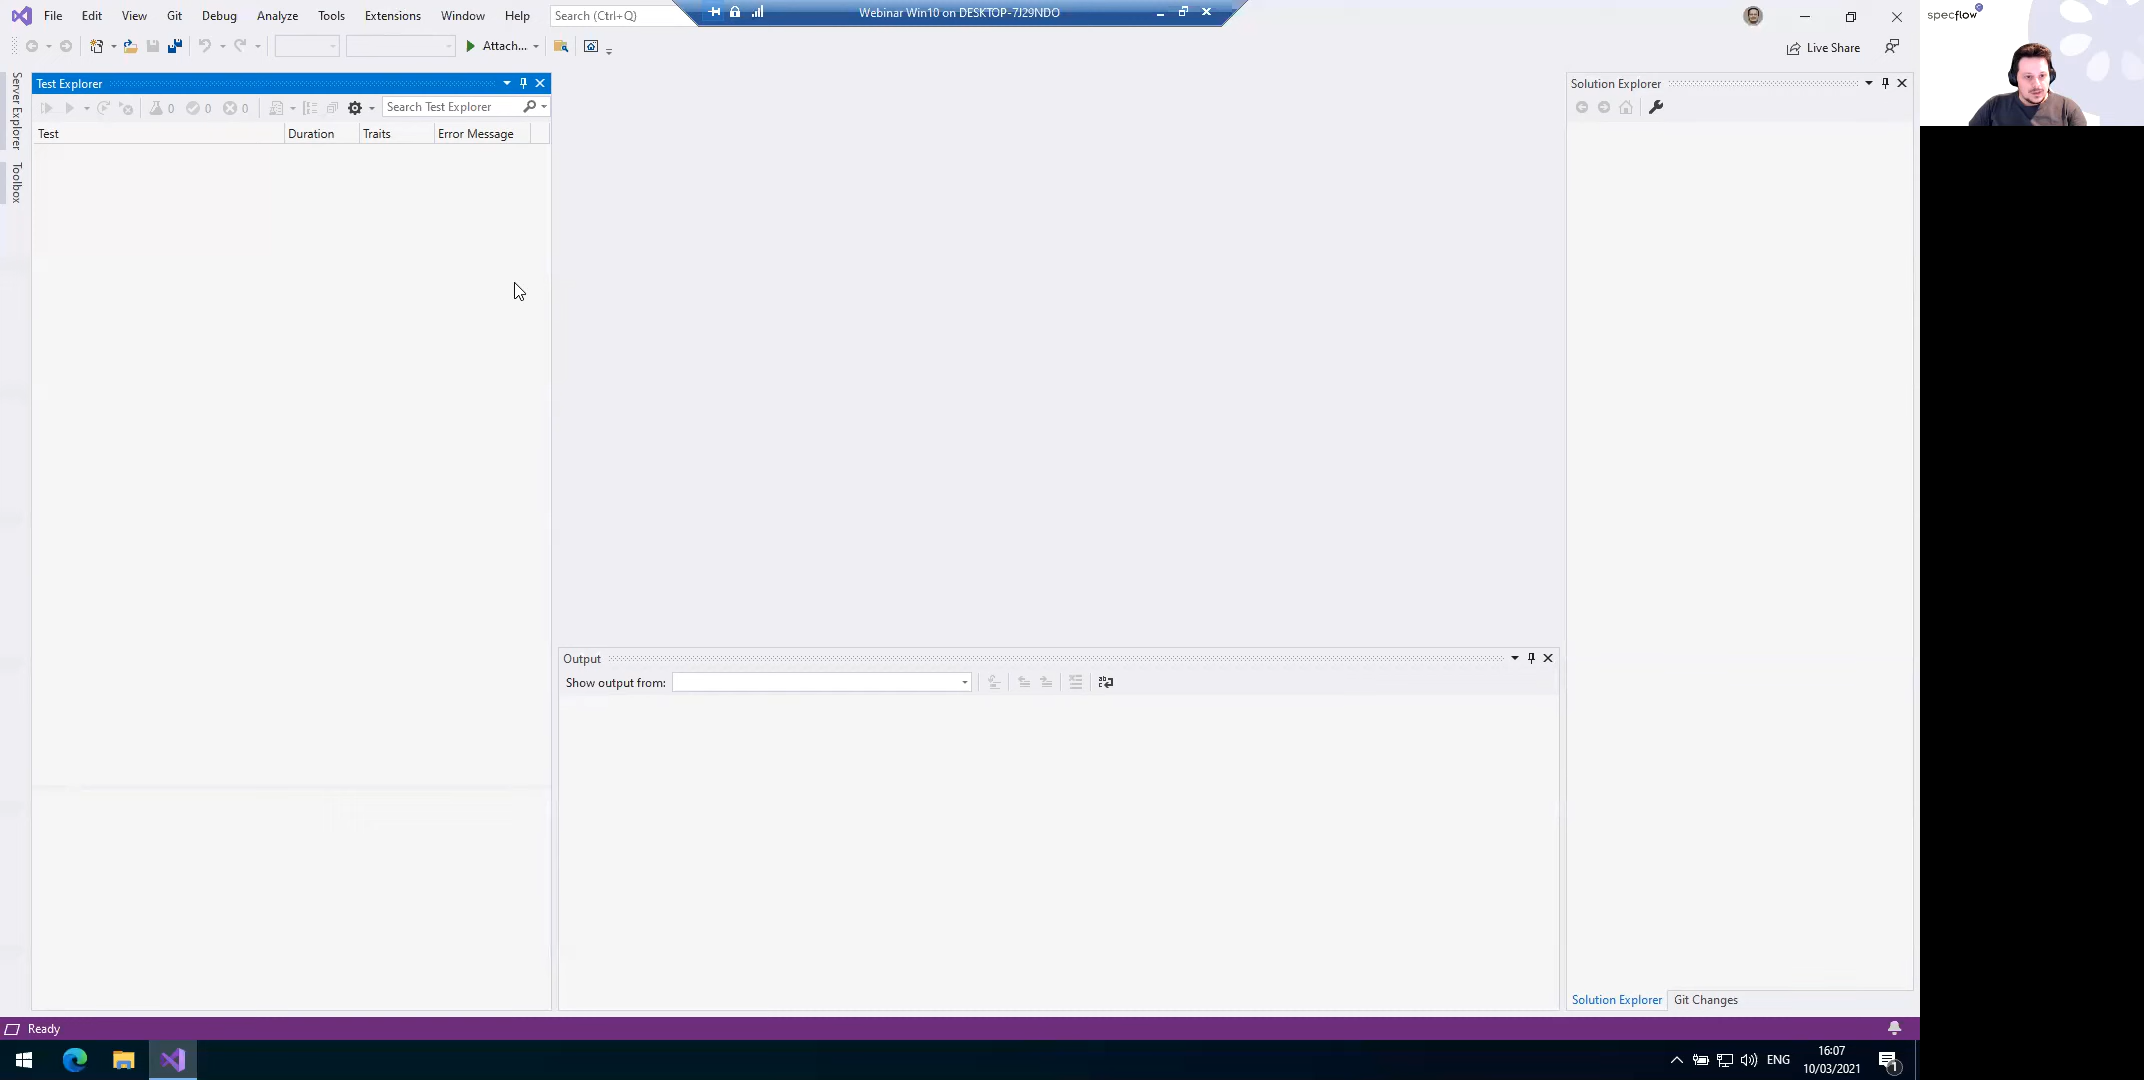 File Edit View Git Debug Analyze Tools Extensions Window Help Search (Ctrl+Q)
Webinar Win10 on DESKTOP-7J29NDO
specflow
Attach...
Live Share
Server Explorer
Toolbox
Test Explorer
0 0 0 Search Test Explorer
Test Duration Traits Error Message
Solution Explorer
Output
Show output from:
Solution Explorer Git Changes
Ready
ENG
16:07
10/03/2021
1